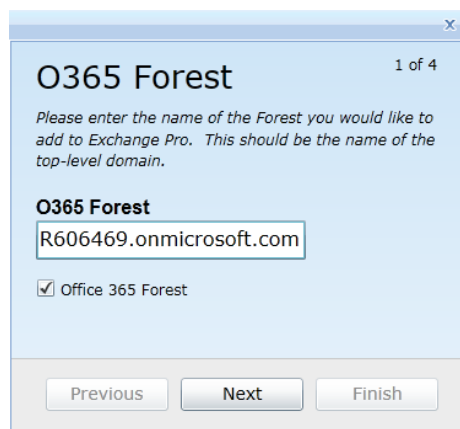 x
O365 Forest
1 of 4
Please enter the name of the Forest you would like to
add to Exchange Pro.  This should be the name of the
top-level domain.
O365 Forest
R606469.onmicrosoft.com
Office 365 Forest
Previous
Next
Finish